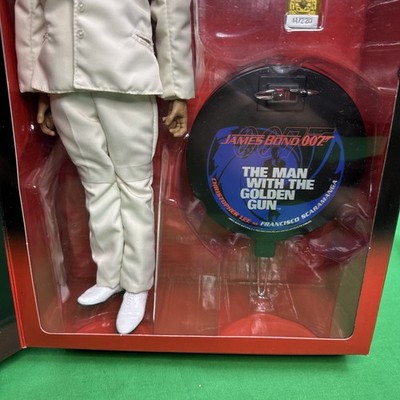 JAMES BOND 007
THE MAN
WITH THE
GOLDEN
GUN
CHRISTOPHER LEE as FRANCISCO SCARAMANGA